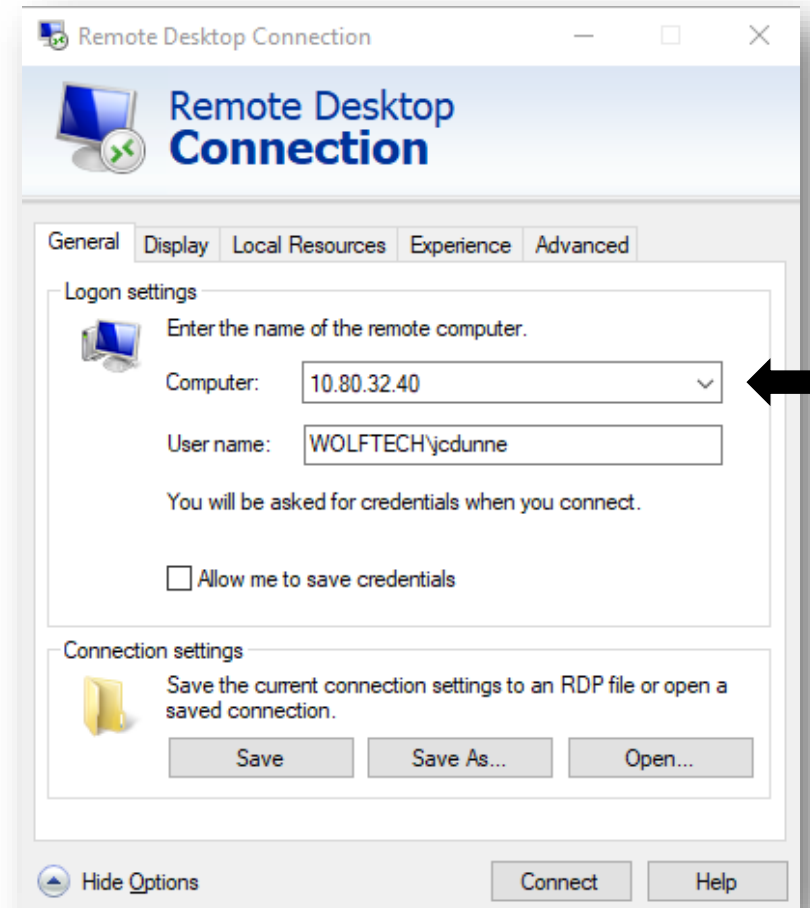 Remote Desktop Connection
Remote Desktop
Connection
General Display Local Resources Experience Advanced
Logon settings
Enter the name of the remote computer.
Computer: 10.80.32.40
User name: WOLFTECH\jcdunne
You will be asked for credentials when you connect.
Allow me to save credentials
Connection settings
Save the current connection settings to an RDP file or open a
saved connection.
Save Save As... Open...
Hide Options Connect Help